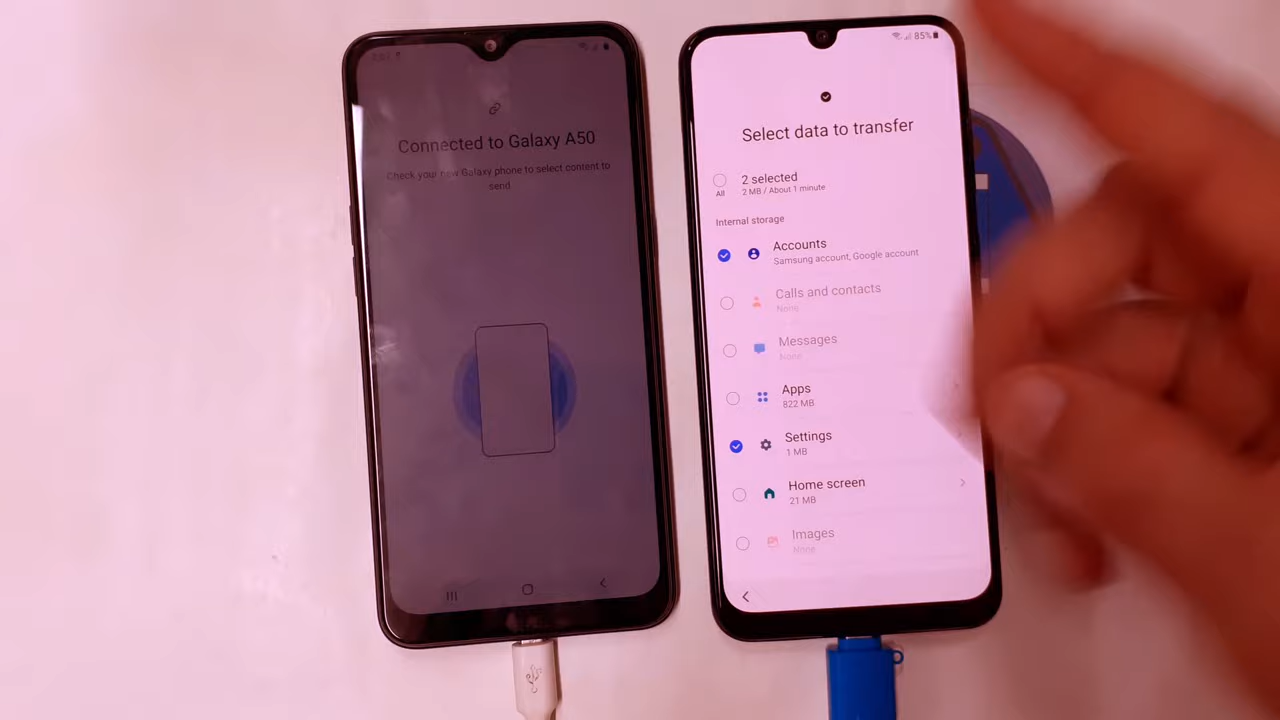 Connected to Galaxy A50
Check your new Galaxy phone to select content to
send
85%
Select data to transfer
All
2 selected
2 MB / About 1 minute
Internal storage
Accounts
Samsung account, Google account
Calls and contacts
None
Messages
None
Apps
822 MB
Settings
1 MB
Home screen
21 MB
Images
None